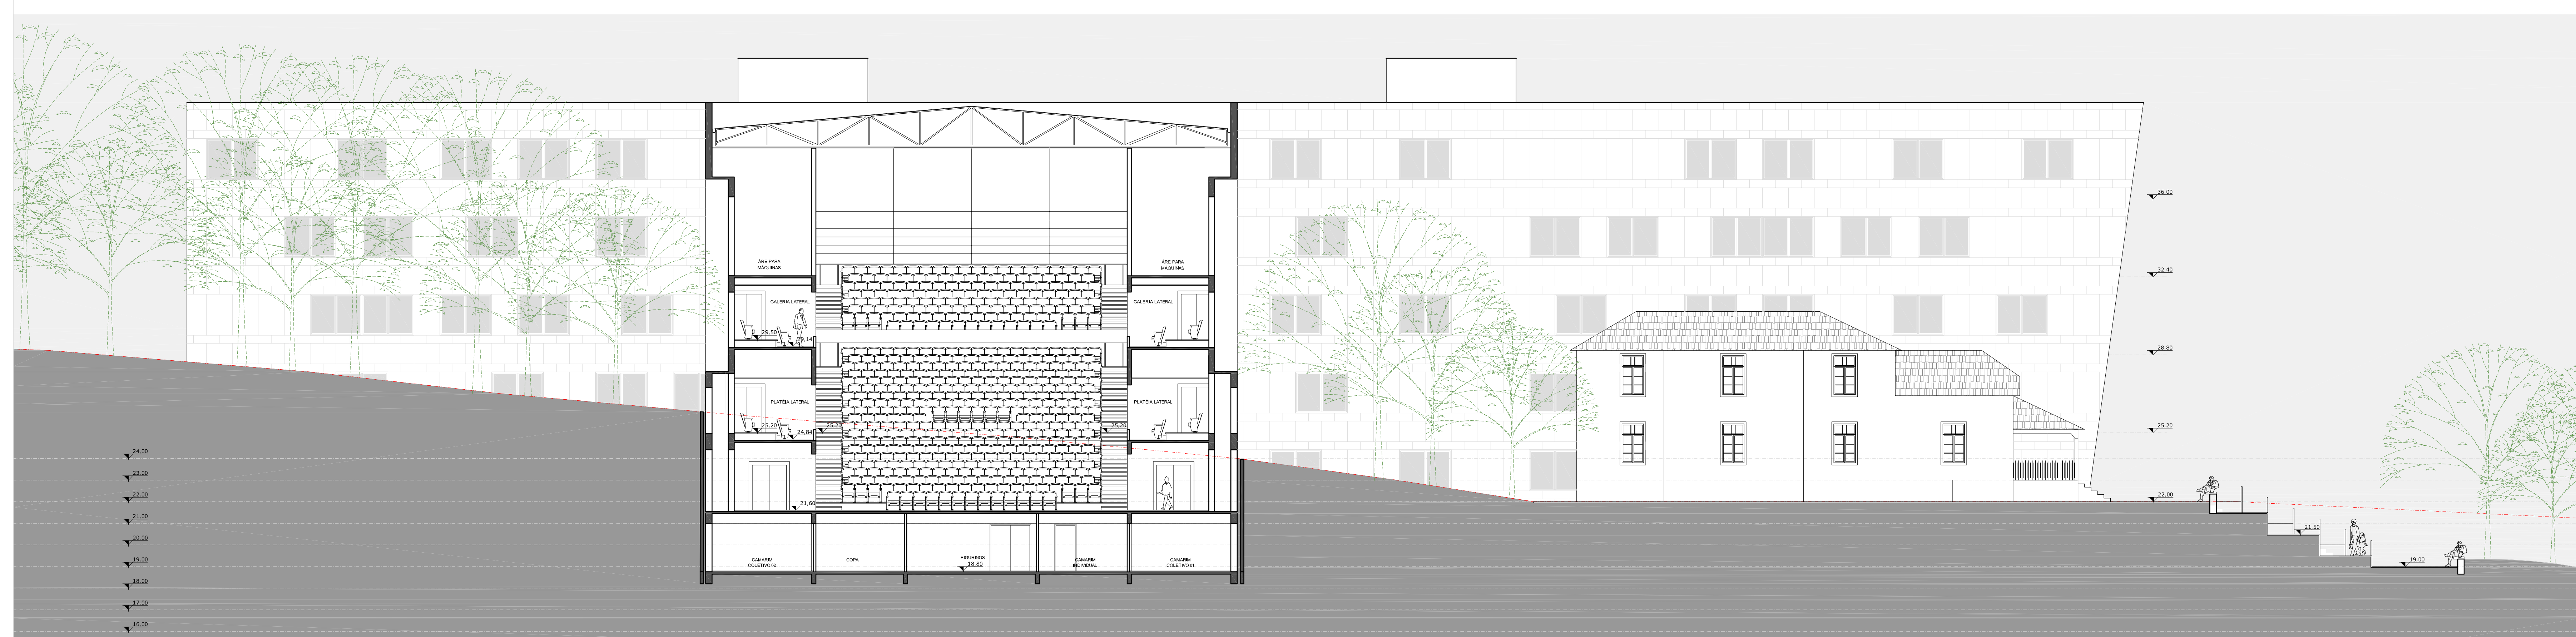 36,00
ÁRE PARA
MÁQUINAS
ÁRE PARA
MÁQUINAS
32,40
GALERIA LATERAL
GALERIA LATERAL
29,50
29,14
28,80
PLATÉIA LATERAL
PLATÉIA LATERAL
25,20
24,84
25,20
25,20
25,20
24,00
23,00
22,00
22,00
21,60
21,00
21,50
20,00
19,00
CAMARIM
COLETIVO 02
COPA
FIGURINOS
18,80
CAMARIM
INDIVIDUAL
CAMARIM
COLETIVO 01
19,00
18,00
17,00
16,00